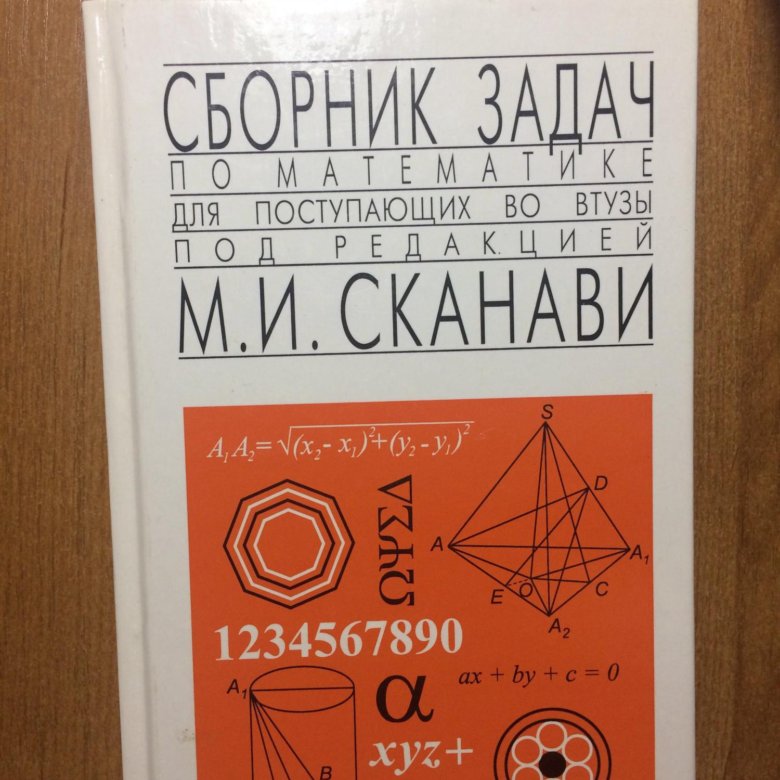 СБОРНИК ЗАДАЧ
ПО МАТЕМАТИКЕ
ДЛЯ ПОСТУПАЮЩИХ ВО ВТУЗЫ
ПОД РЕДАКЦИЕЙ
М.И. СКАНАВИ
A₁A₂=√(x₂-x₁)²+(y₂-y₁)²
S
D
ΩΨΣΔ
A
A₁
E
O
C
A₂
1234567890
ax + by + c = 0
A₁
α
xyz+
B